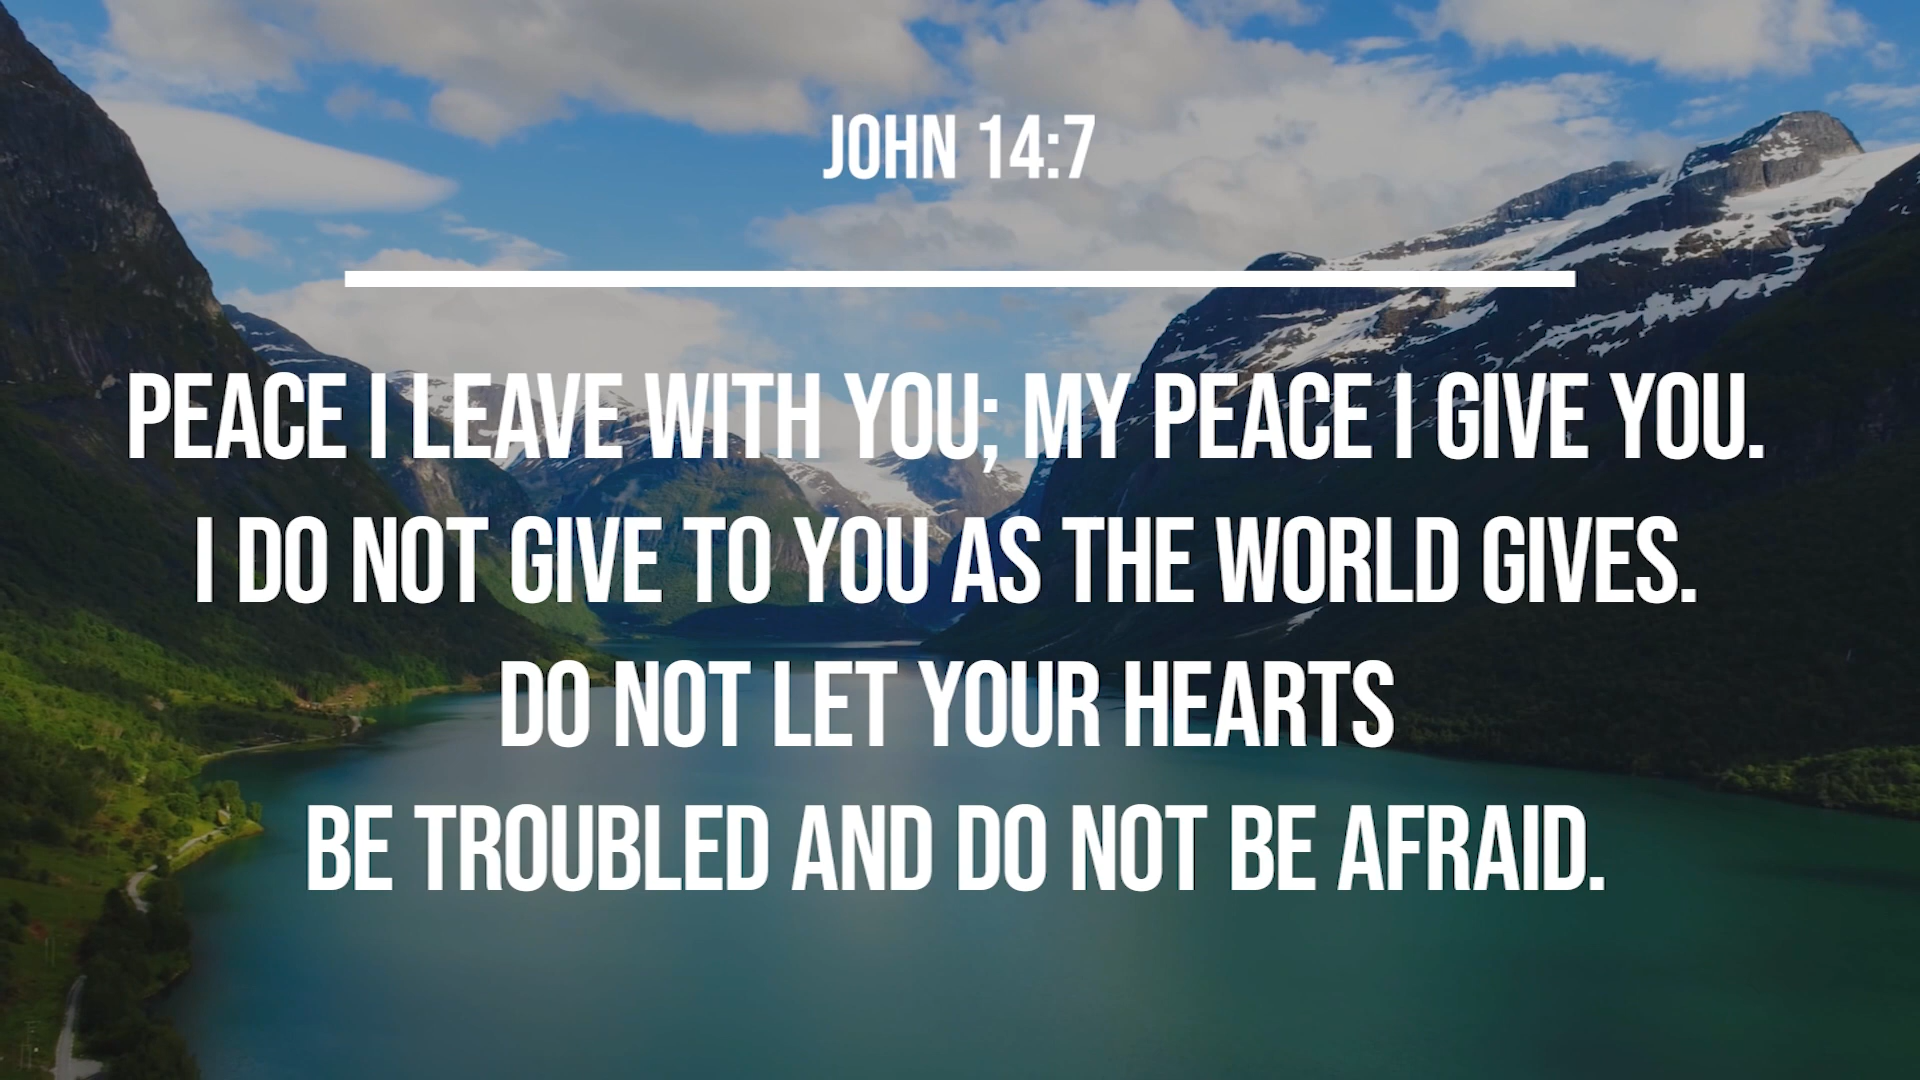 JOHN 14:7
PEACE I LEAVE WITH YOU; MY PEACE I GIVE YOU.
I DO NOT GIVE TO YOU AS THE WORLD GIVES.
DO NOT LET YOUR HEARTS
BE TROUBLED AND DO NOT BE AFRAID.